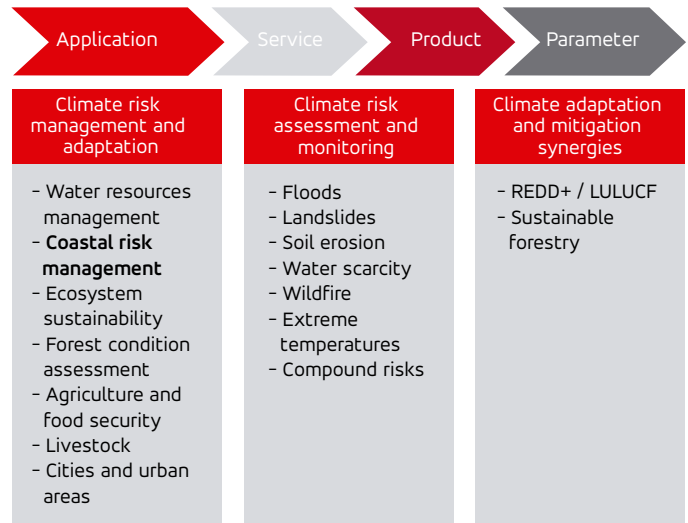 Application
Service
Product
Parameter
Climate risk
management and
adaptation
- Water resources
management
- Coastal risk
management
- Ecosystem
sustainability
- Forest condition
assessment
- Agriculture and
food security
- Livestock
- Cities and urban
areas
Climate risk
assessment and
monitoring
- Floods
- Landslides
- Soil erosion
- Water scarcity
- Wildfire
- Extreme
temperatures
- Compound risks
Climate adaptation
and mitigation
synergies
- REDD+ / LULUCF
- Sustainable
forestry